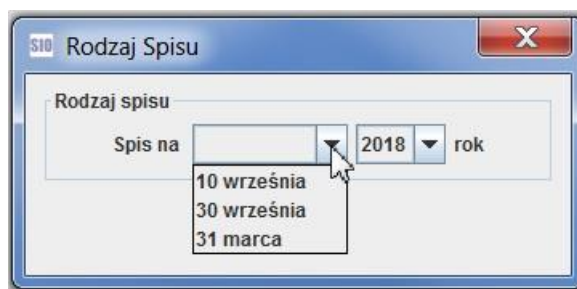 SIO Rodzaj Spisu
Rodzaj spisu
Spis na 2018 rok
10 września
30 września
31 marca